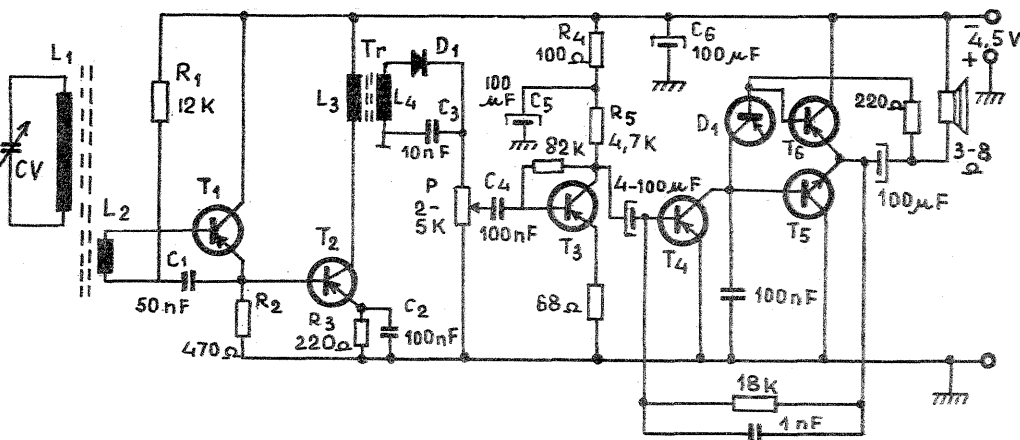 L1
CV
L2
R1
12K
T1
C1
50nF
R2
470Ω
T2
R3
220Ω
C2
100nF
L3
Tr
L4
D1
C3
10nF
P
2-
5K
C4
100nF
100
μF
C5
82K
R4
100Ω
R5
4,7K
T3
68Ω
C6
100μF
4-100μF
T4
D1
T6
T5
100nF
220Ω
100μF
3-8
Ω
-4,5V
+
18K
1nF